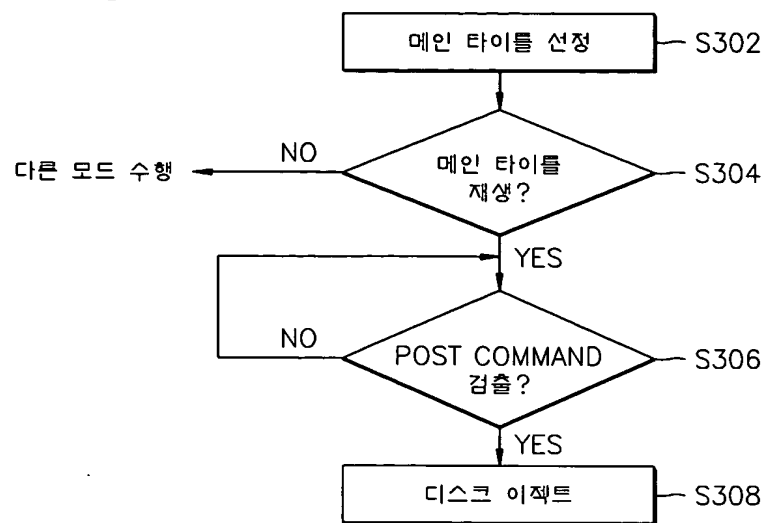 메인 타이틀 선정
S302
NO
다른 모드 수행
메인 타이틀
재생?
S304
YES
NO
POST COMMAND
검출?
S306
YES
디스크 이젝트
S308